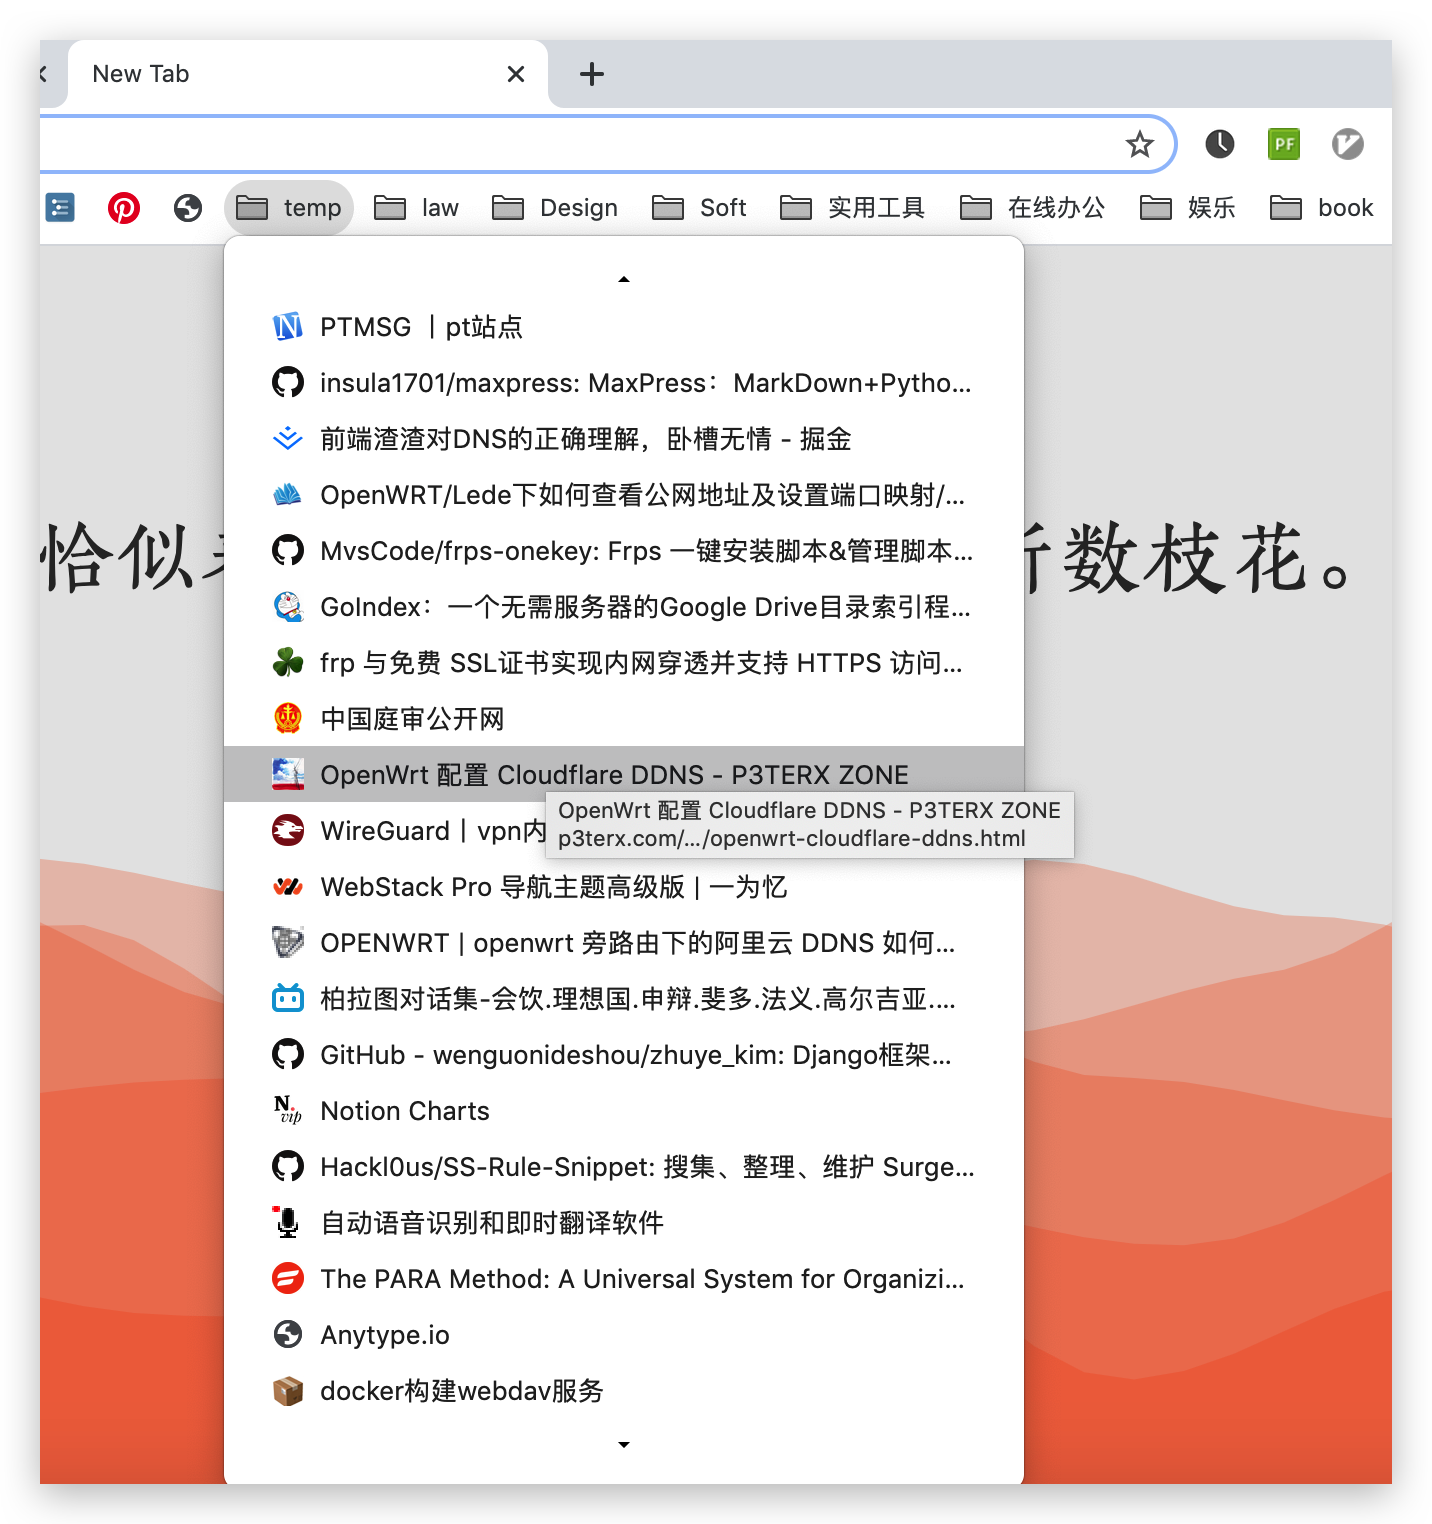 New Tab
PF
temp
law
Design
Soft
实用工具
在线办公
娱乐
book
PTMSG ｜pt站点
insula1701/maxpress: MaxPress：MarkDown+Pytho...
前端渣渣对DNS的正确理解，卧槽无情 - 掘金
OpenWRT/Lede下如何查看公网地址及设置端口映射/...
MvsCode/frps-onekey: Frps 一键安装脚本&管理脚本...
恰似
数枝花。
GoIndex：一个无需服务器的Google Drive目录索引程...
frp 与免费 SSL证书实现内网穿透并支持 HTTPS 访问...
中国庭审公开网
OpenWrt 配置 Cloudflare DDNS - P3TERX ZONE
OpenWrt 配置 Cloudflare DDNS - P3TERX ZONE
p3terx.com/.../openwrt-cloudflare-ddns.html
WireGuard｜vpn内
WebStack Pro 导航主题高级版 | 一为忆
OPENWRT | openwrt 旁路由下的阿里云 DDNS 如何...
柏拉图对话集-会饮.理想国.申辩.斐多.法义.高尔吉亚....
GitHub - wenguonideshou/zhuye_kim: Django框架...
N.vip
Notion Charts
Hackl0us/SS-Rule-Snippet: 搜集、整理、维护 Surge...
自动语音识别和即时翻译软件
The PARA Method: A Universal System for Organizi...
Anytype.io
docker构建webdav服务